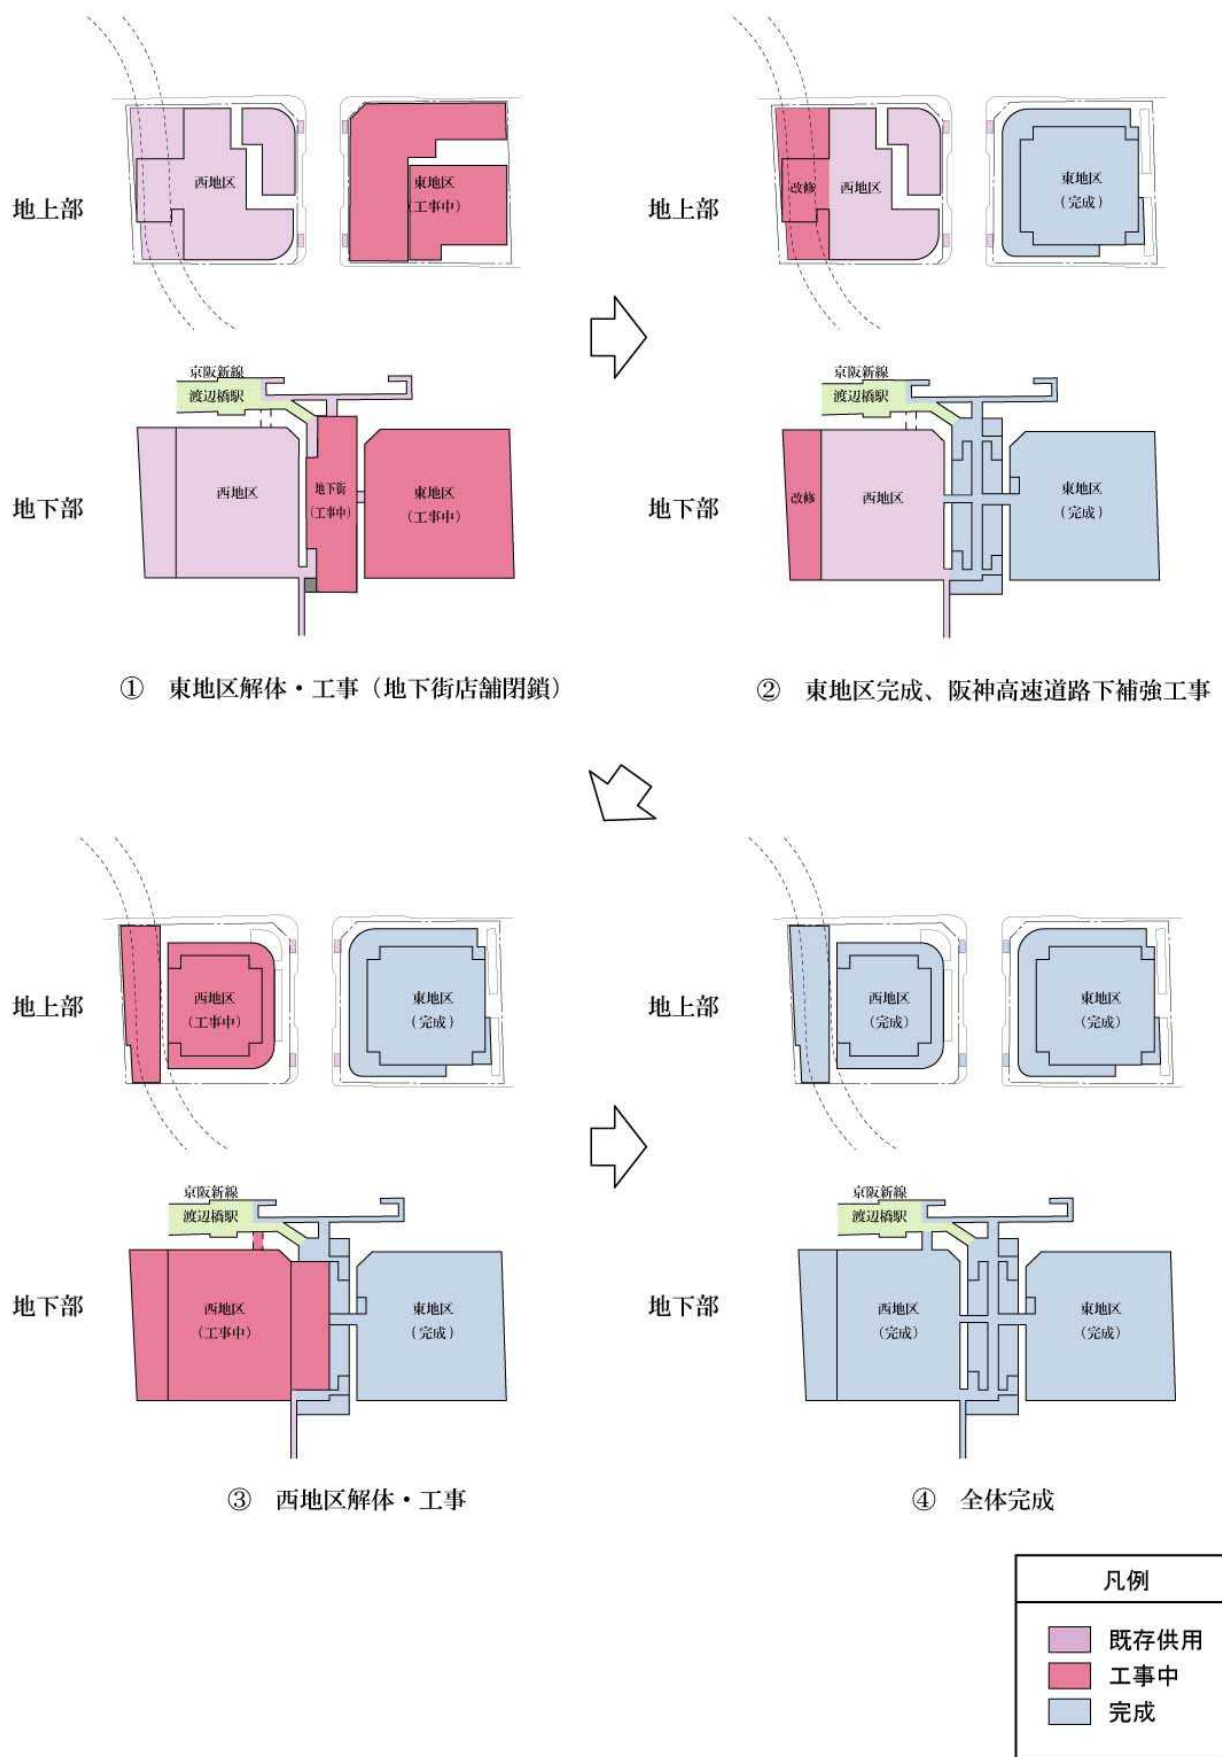 地上部
西地区
東地区
(工事中)
地下部
京阪新線
渡辺橋駅
西地区
地下街
(工事中)
東地区
(工事中)
① 東地区解体・工事(地下街店舗閉鎖)
地上部
改修
西地区
東地区
(完成)
地下部
京阪新線
渡辺橋駅
改修
西地区
東地区
(完成)
② 東地区完成、阪神高速道路下補強工事
地上部
西地区
(工事中)
東地区
(完成)
地下部
京阪新線
渡辺橋駅
西地区
(工事中)
東地区
(完成)
③ 西地区解体・工事
地上部
西地区
(完成)
東地区
(完成)
地下部
京阪新線
渡辺橋駅
西地区
(完成)
東地区
(完成)
④ 全体完成
凡例
既存供用
工事中
完成